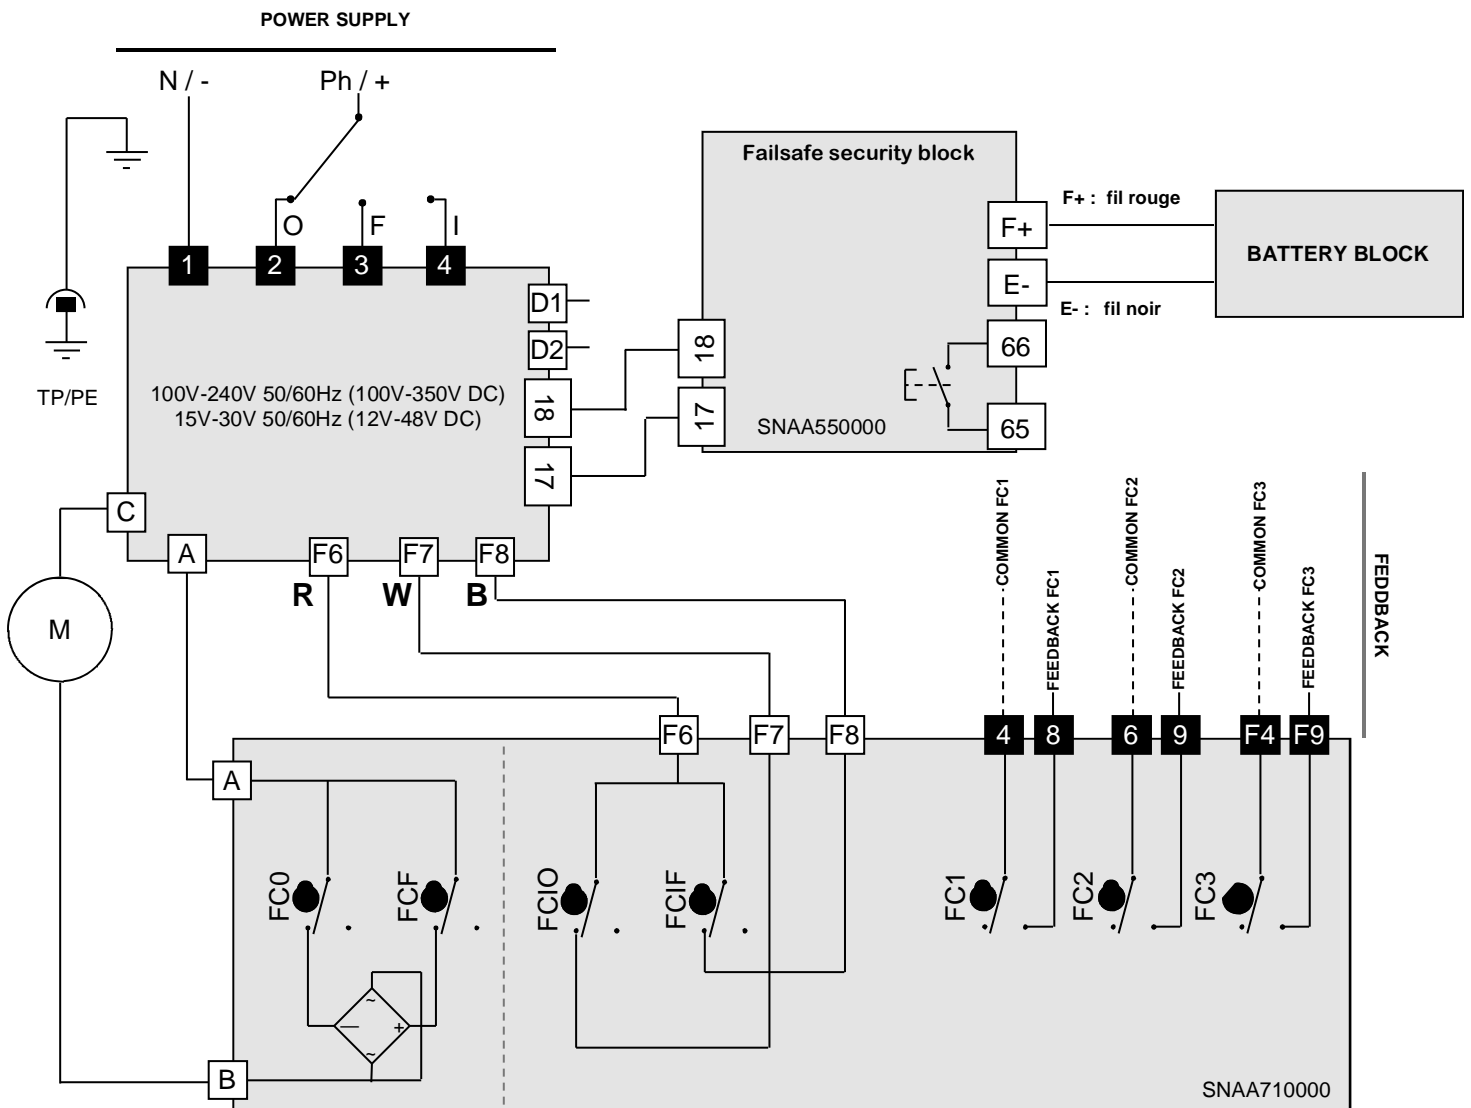 POWER SUPPLY
N / -
Ph / +
O
F
I
1
2
3
4
TP/PE
100V-240V 50/60Hz (100V-350V DC)
15V-30V 50/60Hz (12V-48V DC)
D1
D2
18
17
C
A
F6
F7
F8
R
W
B
M
Failsafe security block
18
17
SNAA550000
F+
E-
66
65
F+ : fil rouge
E- : fil noir
BATTERY BLOCK
COMMON FC1
FEEDBACK FC1
COMMON FC2
FEEDBACK FC2
COMMON FC3
FEEDBACK FC3
FEDDBACK
F6
F7
F8
4
8
6
9
F4
F9
A
FC0
FCF
FCIO
FCIF
FC1
FC2
FC3
~
—
+
~
B
SNAA710000